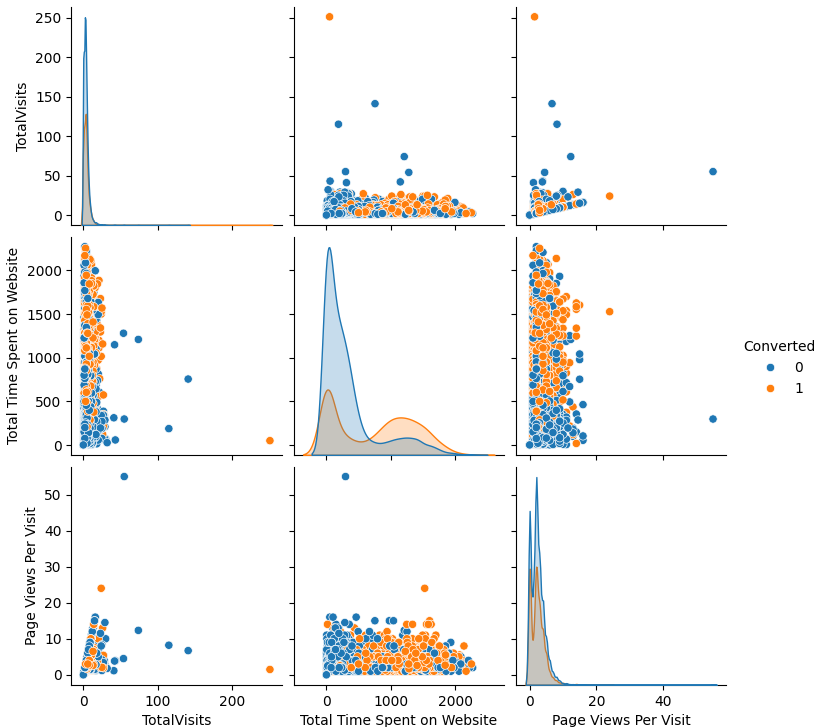 250
200
150
100
50
0
TotalVisits
2000
1500
1000
500
0
Total Time Spent on Website
Converted
0
1
50
40
30
20
10
0
Page Views Per Visit
0 100 200
TotalVisits
0 1000 2000
Total Time Spent on Website
0 20 40
Page Views Per Visit